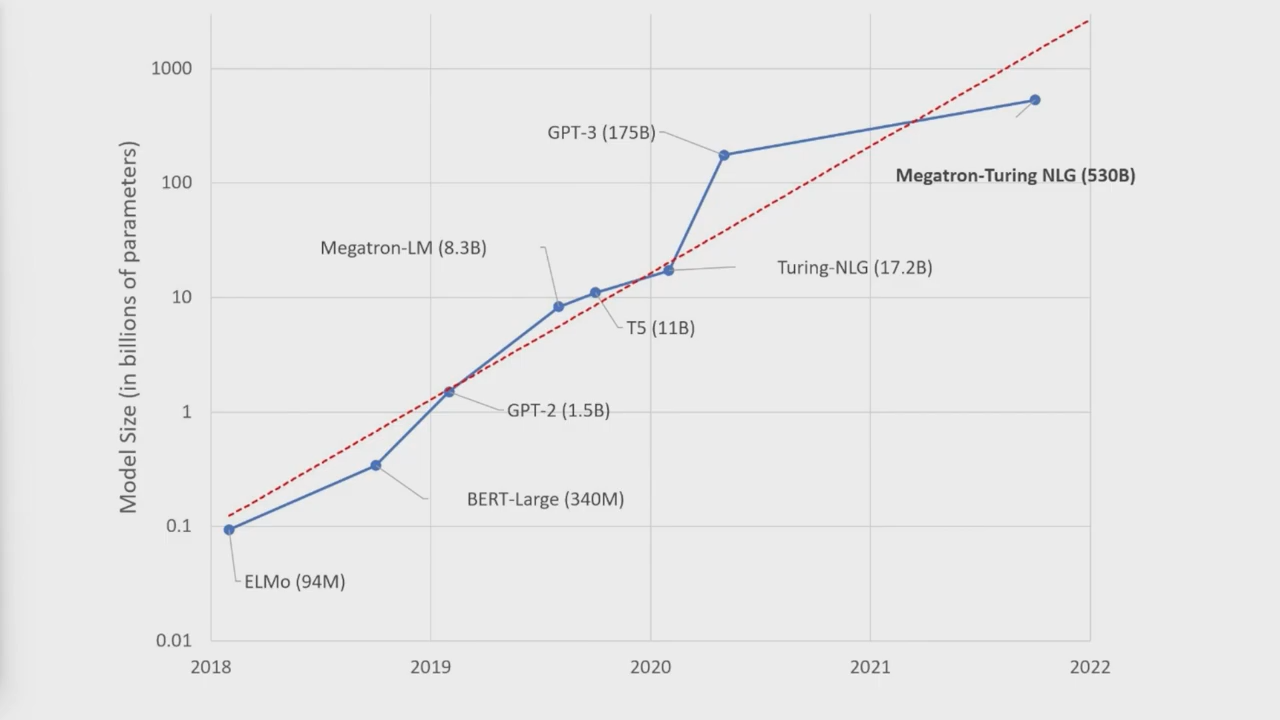 Model Size (in billions of parameters)
1000
100
10
1
0.1
0.01
GPT-3 (175B)
Megatron-Turing NLG (530B)
Megatron-LM (8.3B)
Turing-NLG (17.2B)
T5 (11B)
GPT-2 (1.5B)
BERT-Large (340M)
ELMo (94M)
2018
2019
2020
2021
2022